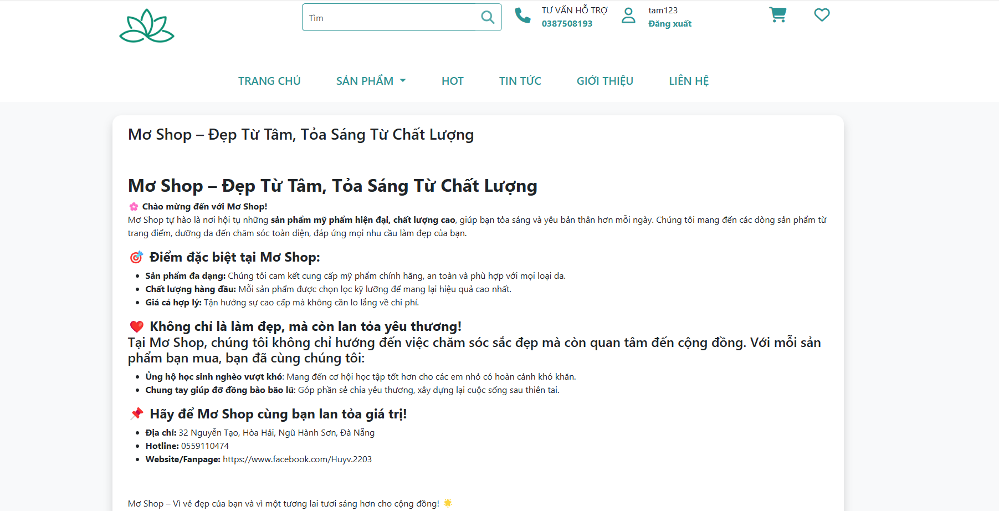 Tìm
TƯ VẤN HỖ TRỢ
0387508193
tam123
Đăng xuất
TRANG CHỦ
SẢN PHẨM
HOT
TIN TỨC
GIỚI THIỆU
LIÊN HỆ
Mơ Shop – Đẹp Từ Tâm, Tỏa Sáng Từ Chất Lượng
Mơ Shop – Đẹp Từ Tâm, Tỏa Sáng Từ Chất Lượng
🌸 Chào mừng đến với Mơ Shop!
Mơ Shop tự hào là nơi hội tụ những sản phẩm mỹ phẩm hiện đại, chất lượng cao, giúp bạn tỏa sáng và yêu bản thân hơn mỗi ngày. Chúng tôi mang đến các dòng sản phẩm từ
trang điểm, dưỡng da đến chăm sóc toàn diện, đáp ứng mọi nhu cầu làm đẹp của bạn.
🎯 Điểm đặc biệt tại Mơ Shop:
• Sản phẩm đa dạng: Chúng tôi cam kết cung cấp mỹ phẩm chính hãng, an toàn và phù hợp với mọi loại da.
• Chất lượng hàng đầu: Mỗi sản phẩm được chọn lọc kỹ lưỡng để mang lại hiệu quả cao nhất.
• Giá cả hợp lý: Tận hưởng sự cao cấp mà không cần lo lắng về chi phí.
❤️ Không chỉ là làm đẹp, mà còn lan tỏa yêu thương!
Tại Mơ Shop, chúng tôi không chỉ hướng đến việc chăm sóc sắc đẹp mà còn quan tâm đến cộng đồng. Với mỗi sản
phẩm bạn mua, bạn đã cùng chúng tôi:
• Ủng hộ học sinh nghèo vượt khó: Mang đến cơ hội học tập tốt hơn cho các em nhỏ có hoàn cảnh khó khăn.
• Chung tay giúp đỡ đồng bào bão lũ: Góp phần sẻ chia yêu thương, xây dựng lại cuộc sống sau thiên tai.
📌 Hãy để Mơ Shop cùng bạn lan tỏa giá trị!
• Địa chỉ: 32 Nguyễn Tạo, Hòa Hải, Ngũ Hành Sơn, Đà Nẵng
• Hotline: 0559110474
• Website/Fanpage: https://www.facebook.com/Huyv.2203
Mơ Shop – Vì vẻ đẹp của bạn và vì một tương lai tươi sáng hơn cho cộng đồng! 🌟